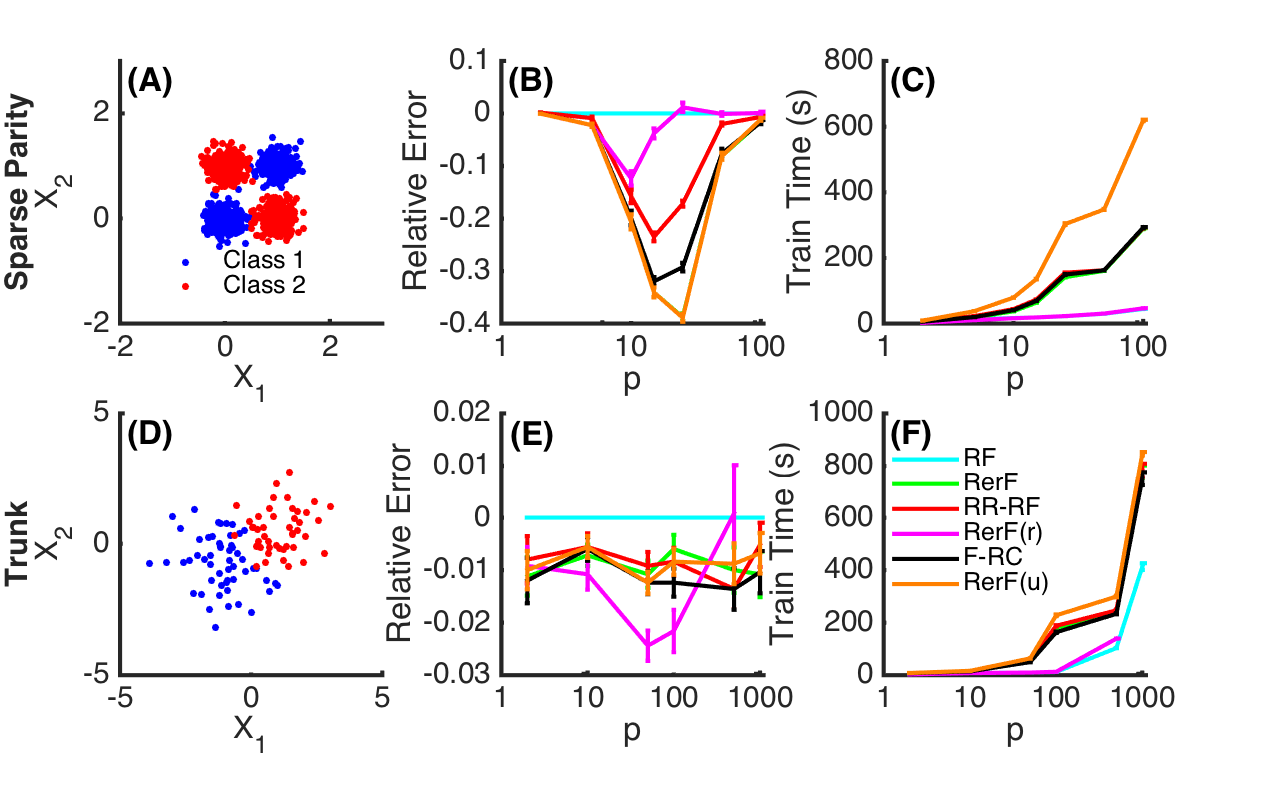 Sparse Parity
(A)
X2
2
0
-2
-2 0 2
X1
Class 1
Class 2
(B)
Relative Error
0.1
0
-0.1
-0.2
-0.3
-0.4
1 10 100
p
(C)
Train Time (s)
800
600
400
200
0
1 10 100
p
Trunk
(D)
X2
5
0
-5
-5 0 5
X1
(E)
Relative Error
0.02
0.01
0
-0.01
-0.02
-0.03
1 10 100 1000
p
(F)
Train Time (s)
1000
800
600
400
200
0
1 10 100 1000
p
RF
RerF
RR-RF
RerF(r)
F-RC
RerF(u)